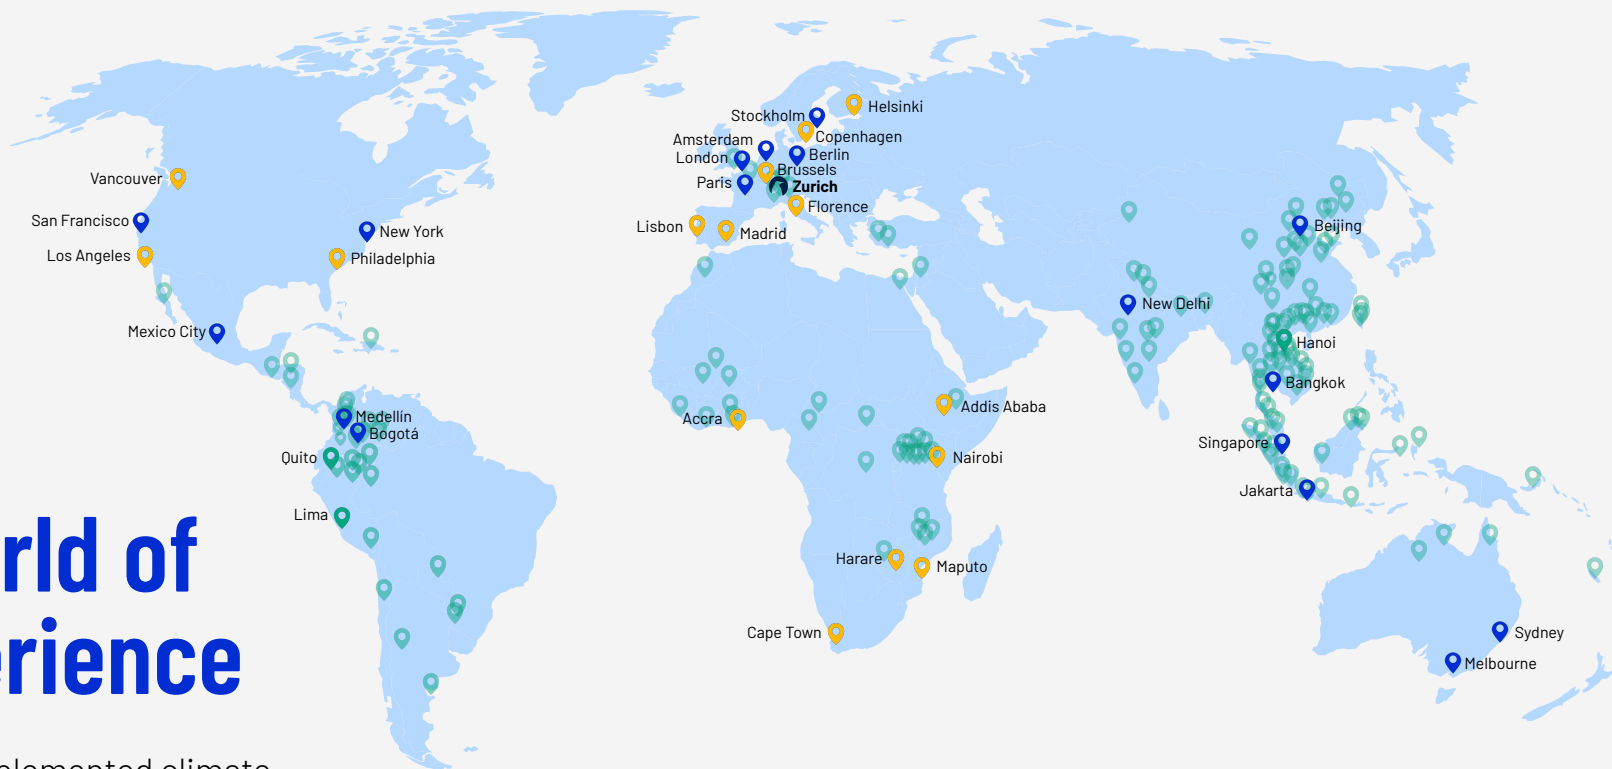 Helsinki
Stockholm
Copenhagen
Amsterdam
London
Berlin
Brussels
Paris
Zurich
Vancouver
Florence
San Francisco
Lisbon
Madrid
New York
Beijing
Los Angeles
Philadelphia
New Delhi
Mexico City
Hanoi
Bangkok
Medellín
Bogotá
Accra
Addis Ababa
Singapore
Quito
Nairobi
Jakarta
Lima
rld of
Harare
Maputo
Cape Town
Sydney
erience
Melbourne